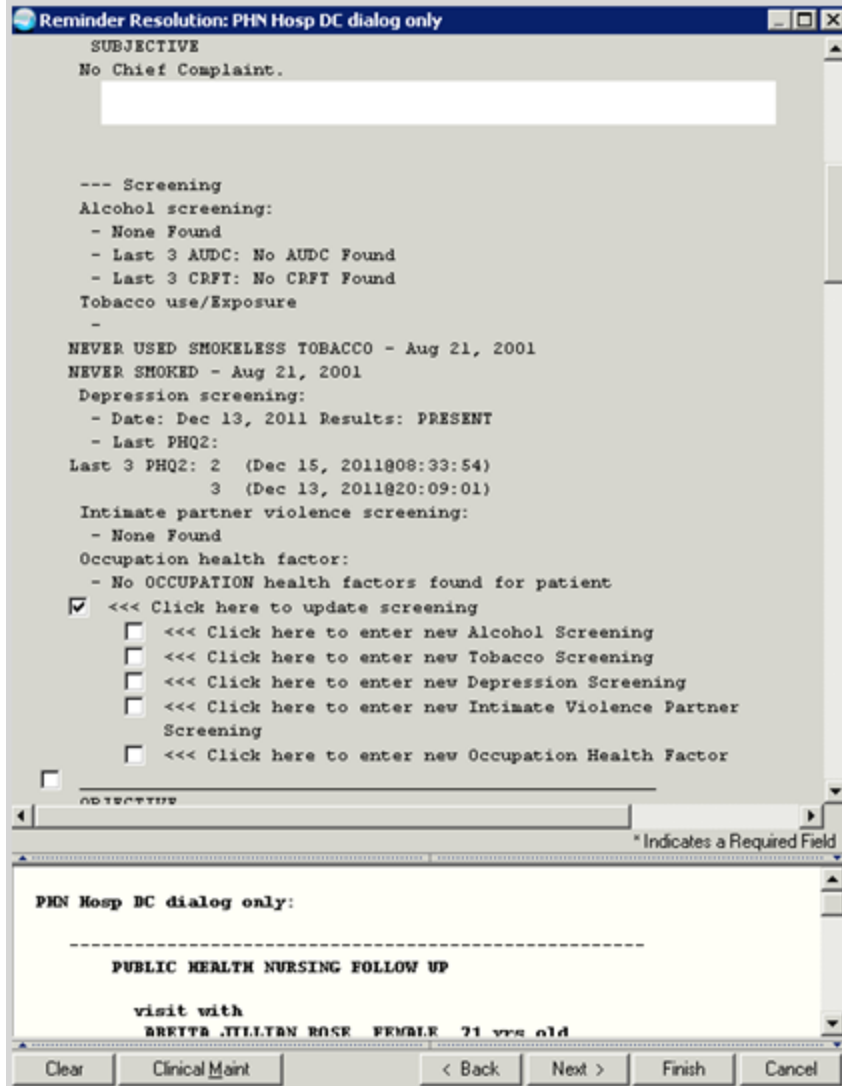 Reminder Resolution: PHN Hosp DC dialog only
SUBJECTIVE
No Chief Complaint.
--- Screening
Alcohol screening:
- None Found
- Last 3 AUDC: No AUDC Found
- Last 3 CRFT: No CRFT Found
Tobacco use/Exposure
-
NEVER USED SMOKELESS TOBACCO - Aug 21, 2001
NEVER SMOKED - Aug 21, 2001
Depression screening:
- Date: Dec 13, 2011 Results: PRESENT
- Last PHQ2:
Last 3 PHQ2: 2 (Dec 15, 2011@08:33:54)
3 (Dec 13, 2011@20:09:01)
Intimate partner violence screening:
- None Found
Occupation health factor:
- No OCCUPATION health factors found for patient
<<< Click here to update screening
<<< Click here to enter new Alcohol Screening
<<< Click here to enter new Tobacco Screening
<<< Click here to enter new Depression Screening
<<< Click here to enter new Intimate Violence Partner
Screening
<<< Click here to enter new Occupation Health Factor
OBJECTIVE
* Indicates a Required Field
PHN Hosp DC dialog only:
------------------------------------------------------
PUBLIC HEALTH NURSING FOLLOW UP
visit with
JILLIAN ROSE FEMALE 71 yrs old
Clear Clinical Maint < Back Next > Finish Cancel